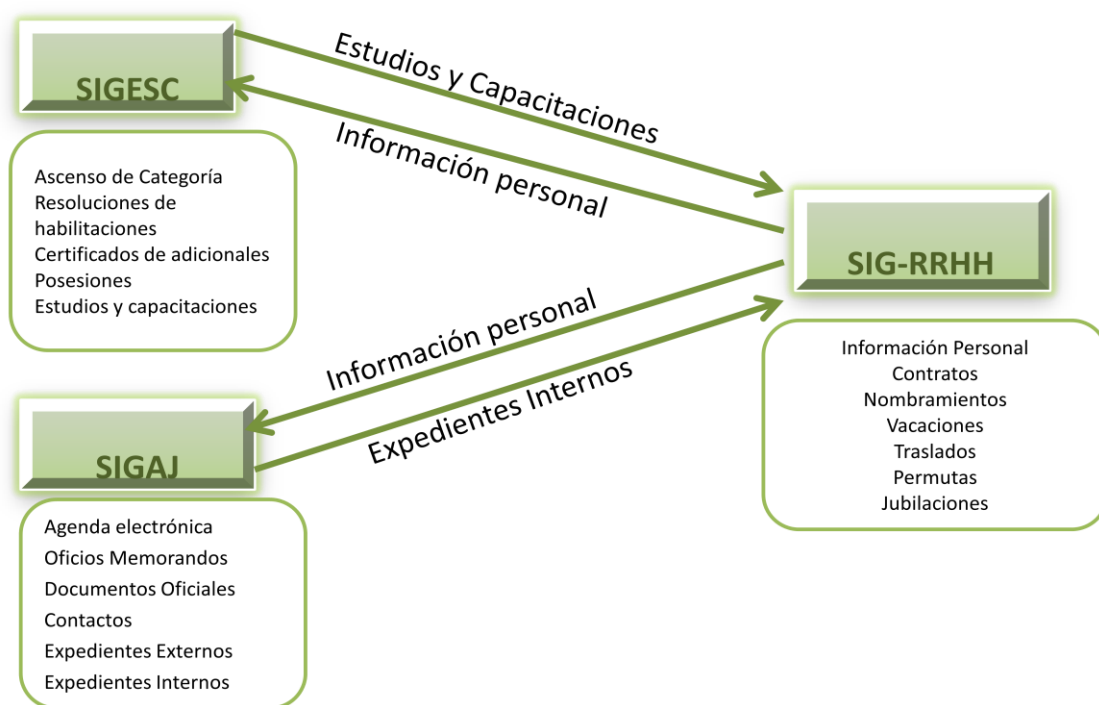 SIGESC
Ascenso de Categoría
Resoluciones de
habilitaciones
Certificados de adicionales
Posesiones
Estudios y capacitaciones
Estudios y Capacitaciones
Información personal
SIG-RRHH
Información Personal
Contratos
Nombramientos
Vacaciones
Traslados
Permutas
Jubilaciones
Información personal
Expedientes Internos
SIGAJ
Agenda electrónica
Oficios Memorandos
Documentos Oficiales
Contactos
Expedientes Externos
Expedientes Internos